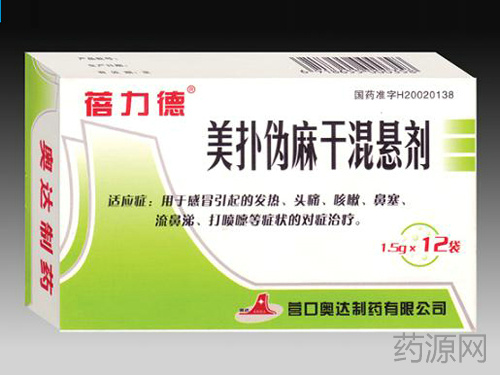 蓓力德®
国药准字H20020138
美扑伪麻干混悬剂
适应症：用于感冒引起的发热、头痛、咳嗽、鼻塞、
流鼻涕、打喷嚏等症状的对症治疗。
1.5g×12袋
营口奥达制药有限公司
奥达制药
药源网